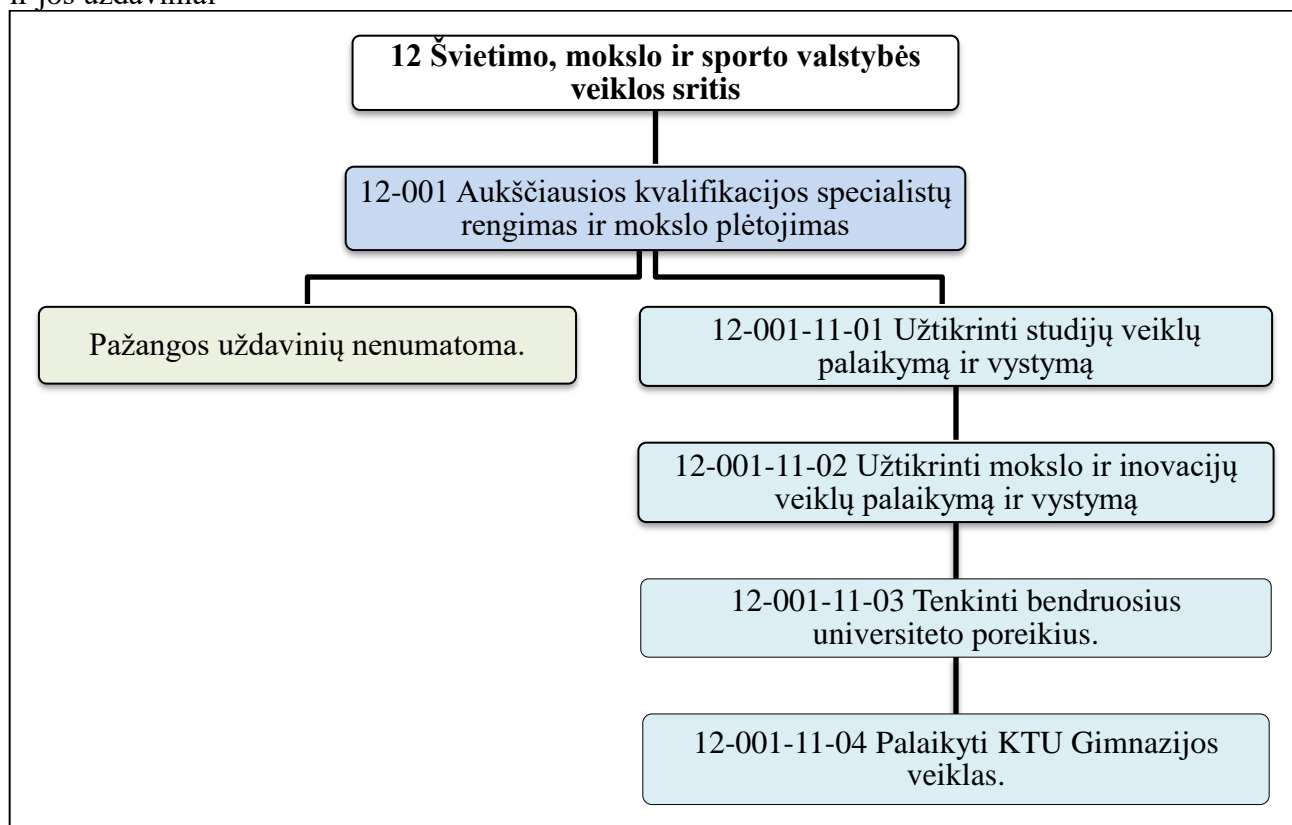 ir jos uždaviniai
12 Švietimo, mokslo ir sporto valstybės
veiklos sritis
12-001 Aukščiausios kvalifikacijos specialistų
rengimas ir mokslo plėtojimas
Pažangos uždavinių nenumatoma.
12-001-11-01 Užtikrinti studijų veiklų
palaikymą ir vystymą
12-001-11-02 Užtikrinti mokslo ir inovacijų
veiklų palaikymą ir vystymą
12-001-11-03 Tenkinti bendruosius
universiteto poreikius.
12-001-11-04 Palaikyti KTU Gimnazijos
veiklas.